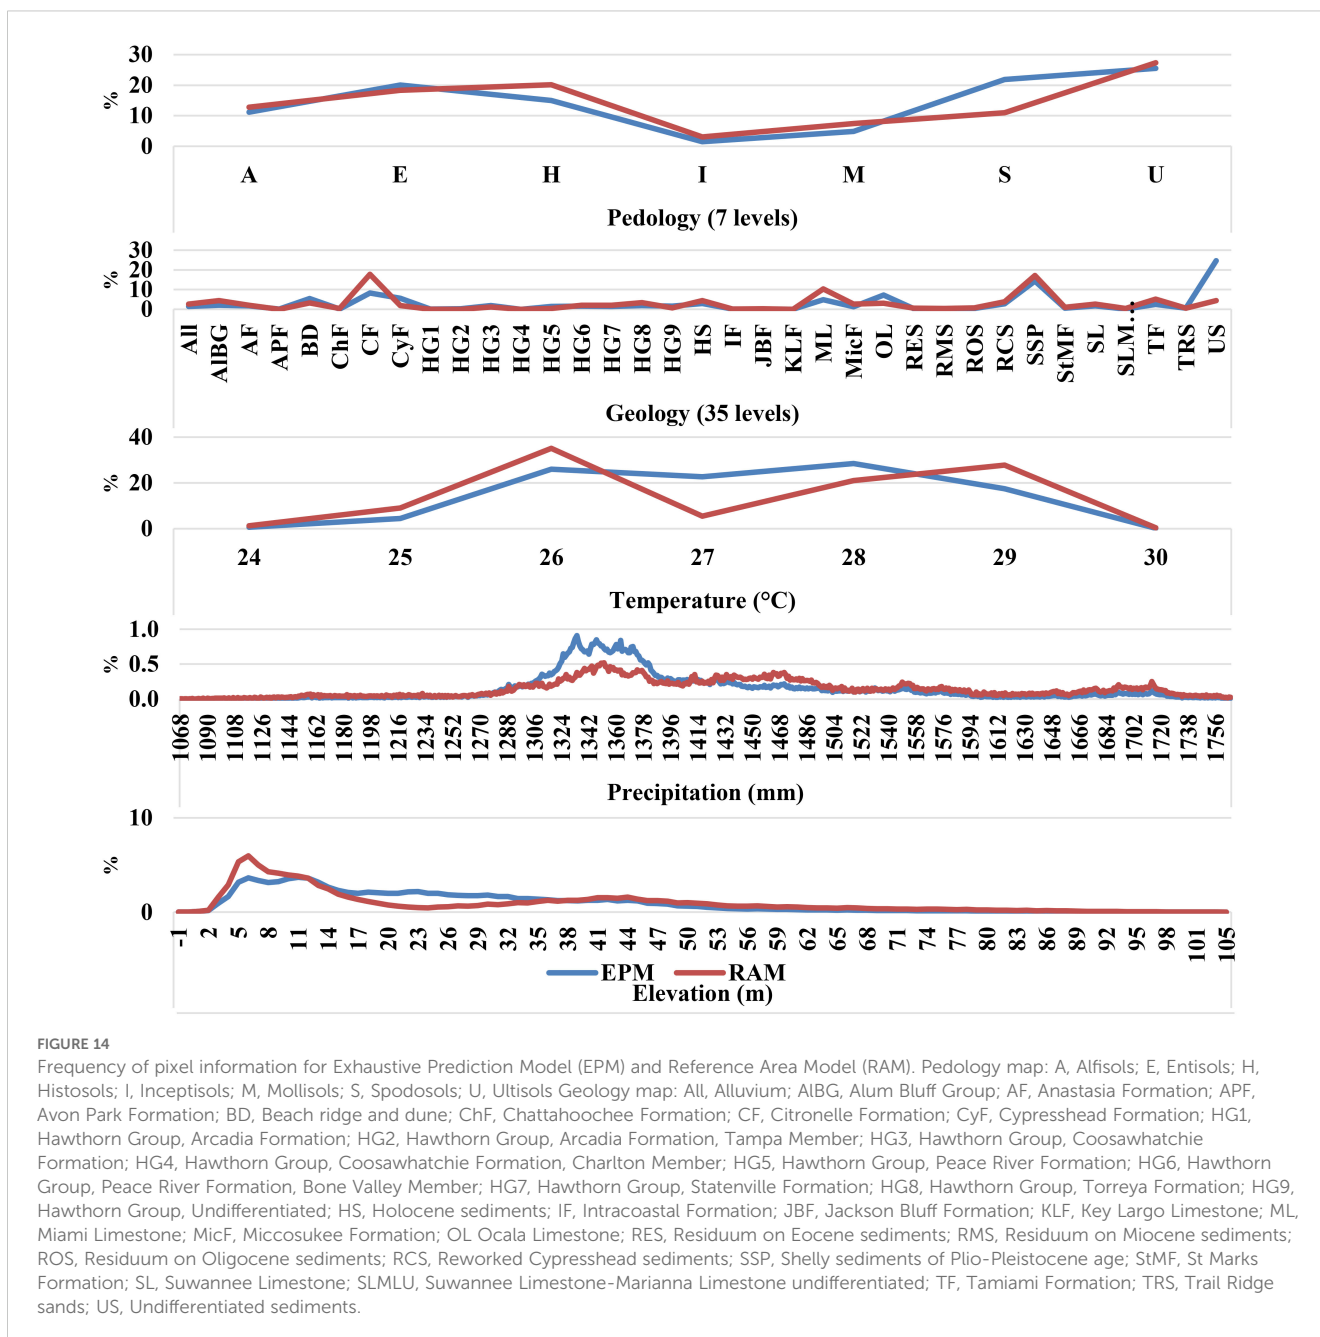 30
20
10
0
%
A E H I M S U
Pedology (7 levels)
30
20
10
0
%
All AlBG AF APF BD ChF CF CyF HG1 HG2 HG3 HG4 HG5 HG6 HG7 HG8 HG9 HS IF JBF KLF ML MicF OL RES RMS ROS RCS SSP StMF SL SLM... TF TRS US
Geology (35 levels)
40
20
0
%
24 25 26 27 28 29 30
Temperature (°C)
1.0
0.5
0.0
%
1068 1090 1108 1126 1144 1162 1180 1198 1216 1234 1252 1270 1288 1306 1324 1342 1360 1378 1396 1414 1432 1450 1468 1486 1504 1522 1540 1558 1576 1594 1612 1630 1648 1666 1684 1702 1720 1738 1756
Precipitation (mm)
10
0
%
-1 2 5 8 11 14 17 20 23 26 29 32 35 38 41 44 47 50 53 56 59 62 65 68 71 74 77 80 83 86 89 92 95 98 101 105
EPM RAM
Elevation (m)
FIGURE 14
Frequency of pixel information for Exhaustive Prediction Model (EPM) and Reference Area Model (RAM). Pedology map: A, Alfisols; E, Entisols; H,
Histosols; I, Inceptisols; M, Mollisols; S, Spodosols; U, Ultisols Geology map: All, Alluvium; AlBG, Alum Bluff Group; AF, Anastasia Formation; APF,
Avon Park Formation; BD, Beach ridge and dune; ChF, Chattahoochee Formation; CF, Citronelle Formation; CyF, Cypresshead Formation; HG1,
Hawthorn Group, Arcadia Formation; HG2, Hawthorn Group, Arcadia Formation, Tampa Member; HG3, Hawthorn Group, Coosawhatchie
Formation; HG4, Hawthorn Group, Coosawhatchie Formation, Charlton Member; HG5, Hawthorn Group, Peace River Formation; HG6, Hawthorn
Group, Peace River Formation, Bone Valley Member; HG7, Hawthorn Group, Statenville Formation; HG8, Hawthorn Group, Torreya Formation; HG9,
Hawthorn Group, Undifferentiated; HS, Holocene sediments; IF, Intracoastal Formation; JBF, Jackson Bluff Formation; KLF, Key Largo Limestone; ML,
Miami Limestone; MicF, Miccosukee Formation; OL Ocala Limestone; RES, Residuum on Eocene sediments; RMS, Residuum on Miocene sediments;
ROS, Residuum on Oligocene sediments; RCS, Reworked Cypresshead sediments; SSP, Shelly sediments of Plio-Pleistocene age; StMF, St Marks
Formation; SL, Suwannee Limestone; SLMLU, Suwannee Limestone-Marianna Limestone undifferentiated; TF, Tamiami Formation; TRS, Trail Ridge
sands; US, Undifferentiated sediments.